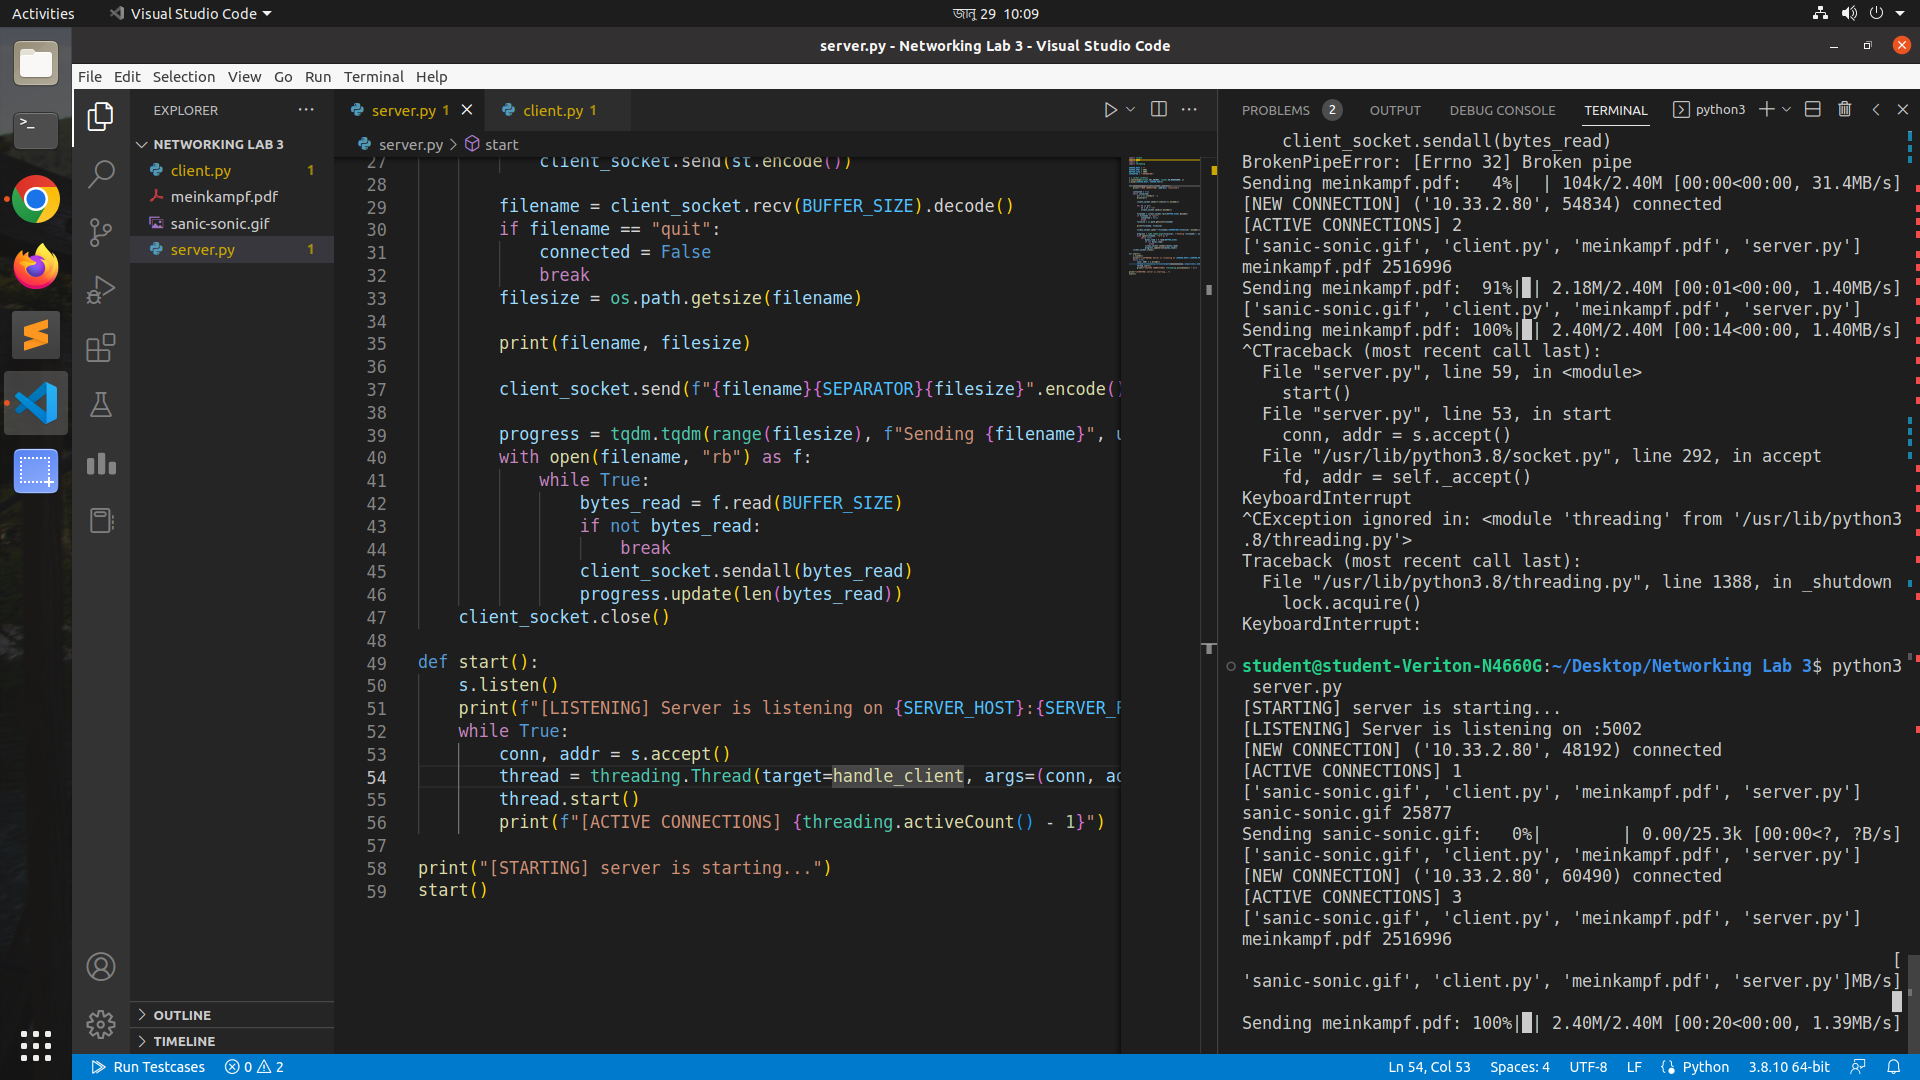 Activities
Visual Studio Code
জানু 29 10:09
server.py - Networking Lab 3 - Visual Studio Code
File Edit Selection View Go Run Terminal Help
EXPLORER
NETWORKING LAB 3
client.py 1
meinkampf.pdf
sanic-sonic.gif
server.py 1
OUTLINE
TIMELINE
server.py 1
client.py 1
server.py > start
27 client_socket.send(st.encode())
28
29 filename = client_socket.recv(BUFFER_SIZE).decode()
30 if filename == "quit":
31 connected = False
32 break
33 filesize = os.path.getsize(filename)
34
35 print(filename, filesize)
36
37 client_socket.send(f"{filename}{SEPARATOR}{filesize}".encode()
38
39 progress = tqdm.tqdm(range(filesize), f"Sending {filename}", u
40 with open(filename, "rb") as f:
41 while True:
42 bytes_read = f.read(BUFFER_SIZE)
43 if not bytes_read:
44 break
45 client_socket.sendall(bytes_read)
46 progress.update(len(bytes_read))
47 client_socket.close()
48
49 def start():
50 s.listen()
51 print(f"[LISTENING] Server is listening on {SERVER_HOST}:{SERVER_P
52 while True:
53 conn, addr = s.accept()
54 thread = threading.Thread(target=handle_client, args=(conn, ad
55 thread.start()
56 print(f"[ACTIVE CONNECTIONS] {threading.activeCount() - 1}")
57
58 print("[STARTING] server is starting...")
59 start()
PROBLEMS 2 OUTPUT DEBUG CONSOLE TERMINAL python3
client_socket.sendall(bytes_read)
BrokenPipeError: [Errno 32] Broken pipe
Sending meinkampf.pdf:   4%|  | 104k/2.40M [00:00<00:00, 31.4MB/s]
[NEW CONNECTION] ('10.33.2.80', 54834) connected
[ACTIVE CONNECTIONS] 2
['sanic-sonic.gif', 'client.py', 'meinkampf.pdf', 'server.py']
meinkampf.pdf 2516996
Sending meinkampf.pdf:  91%|█| 2.18M/2.40M [00:01<00:00, 1.40MB/s]
['sanic-sonic.gif', 'client.py', 'meinkampf.pdf', 'server.py']
Sending meinkampf.pdf: 100%|█| 2.40M/2.40M [00:14<00:00, 1.40MB/s]
^CTraceback (most recent call last):
File "server.py", line 59, in <module>
start()
File "server.py", line 53, in start
conn, addr = s.accept()
File "/usr/lib/python3.8/socket.py", line 292, in accept
fd, addr = self._accept()
KeyboardInterrupt
^CException ignored in: <module 'threading' from '/usr/lib/python3
.8/threading.py'>
Traceback (most recent call last):
File "/usr/lib/python3.8/threading.py", line 1388, in _shutdown
lock.acquire()
KeyboardInterrupt:
student@student-Veriton-N4660G:~/Desktop/Networking Lab 3$ python3
server.py
[STARTING] server is starting...
[LISTENING] Server is listening on :5002
[NEW CONNECTION] ('10.33.2.80', 48192) connected
[ACTIVE CONNECTIONS] 1
['sanic-sonic.gif', 'client.py', 'meinkampf.pdf', 'server.py']
sanic-sonic.gif 25877
Sending sanic-sonic.gif:   0%|        | 0.00/25.3k [00:00<?, ?B/s]
['sanic-sonic.gif', 'client.py', 'meinkampf.pdf', 'server.py']
[NEW CONNECTION] ('10.33.2.80', 60490) connected
[ACTIVE CONNECTIONS] 3
['sanic-sonic.gif', 'client.py', 'meinkampf.pdf', 'server.py']
meinkampf.pdf 2516996
[
'sanic-sonic.gif', 'client.py', 'meinkampf.pdf', 'server.py']MB/s]
Sending meinkampf.pdf: 100%|█| 2.40M/2.40M [00:20<00:00, 1.39MB/s]
Run Testcases 0 2
Ln 54, Col 53 Spaces: 4 UTF-8 LF Python 3.8.10 64-bit